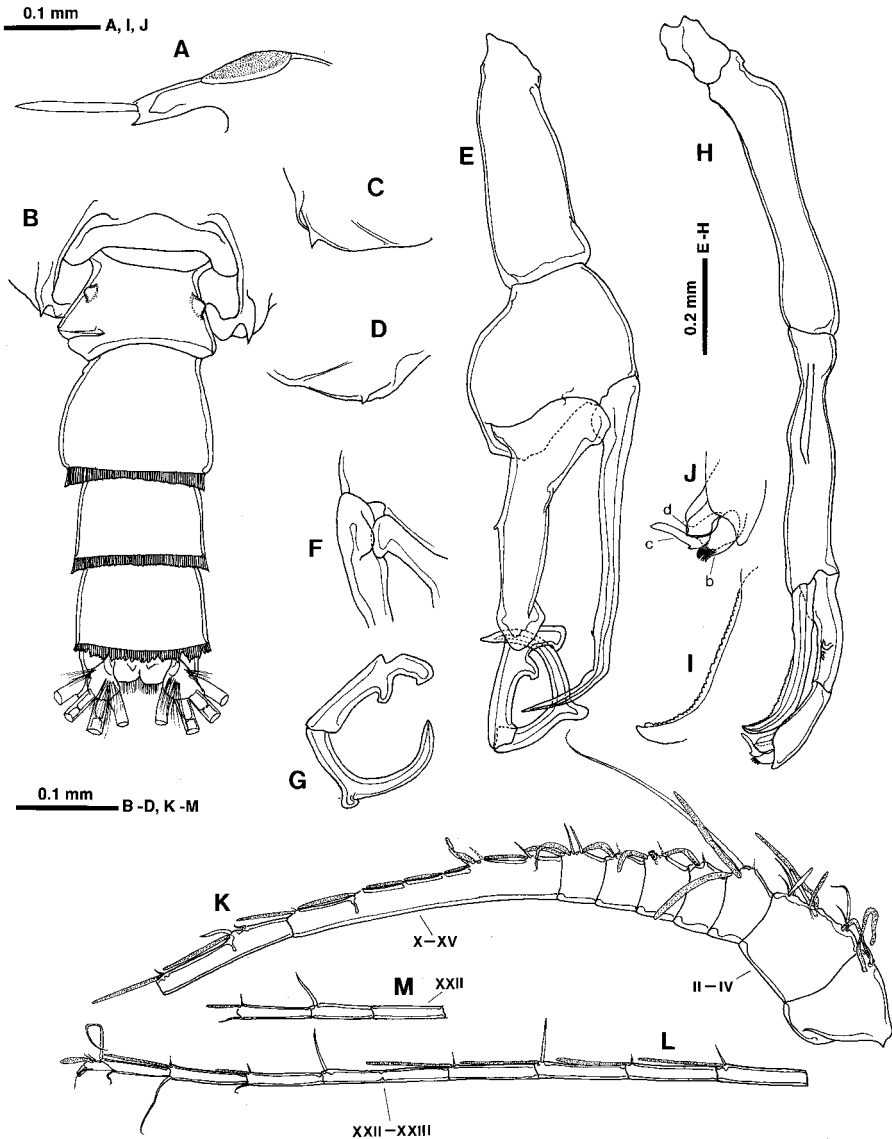 0.1 mm
A, I, J
A
B
C
D
E
H
0.2 mm
E-H
F
J
d
c
b
I
G
0.1 mm
B-D, K-M
K
X-XV
II-IV
M
XXII
L
XXII-XXIII